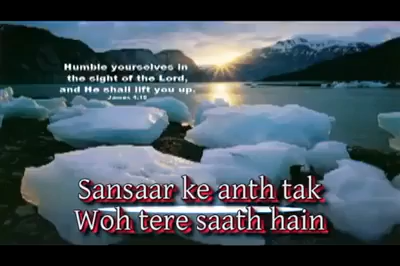 Humble yourselves in
the sight of the Lord,
and He shall lift you up.
James 4:10
Sansaar ke anth tak
Woh tere saath hain